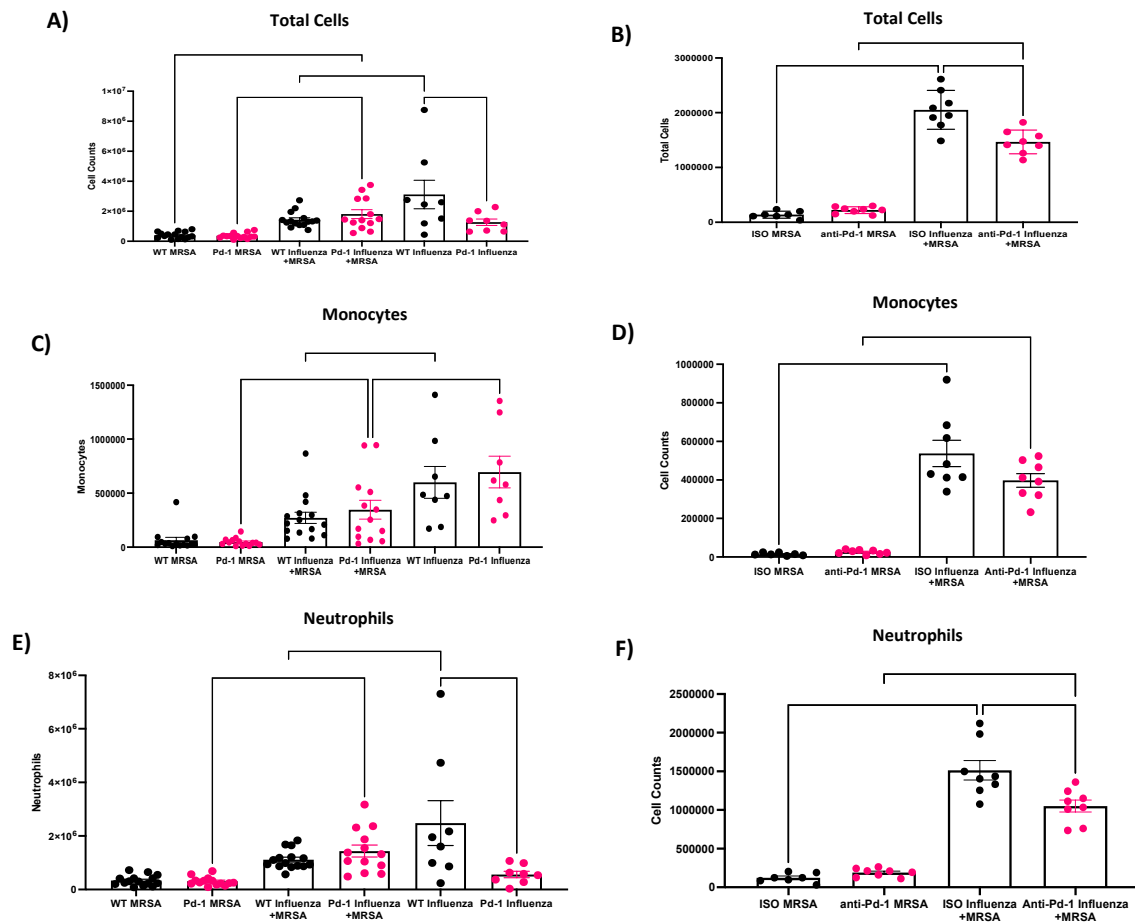 A)
Total Cells
Cell Counts
1×10⁷
8×10⁶
6×10⁶
4×10⁶
2×10⁶
0
WT MRSA
Pd-1 MRSA
WT Influenza
+MRSA
Pd-1 Influenza
+MRSA
WT Influenza
Pd-1 Influenza
B)
Total Cells
Total Cells
3000000
2000000
1000000
0
ISO MRSA
anti-Pd-1 MRSA
ISO Influenza
+MRSA
anti-Pd-1 Influenza
+MRSA
C)
Monocytes
Monocytes
1500000
1000000
500000
0
WT MRSA
Pd-1 MRSA
WT Influenza
+MRSA
Pd-1 Influenza
+MRSA
WT Influenza
Pd-1 Influenza
D)
Monocytes
Cell Counts
1000000
800000
600000
400000
200000
0
ISO MRSA
anti-Pd-1 MRSA
ISO Influenza
+MRSA
Anti-Pd-1 Influenza
+MRSA
E)
Neutrophils
Neutrophils
8×10⁶
6×10⁶
4×10⁶
2×10⁶
0
WT MRSA
Pd-1 MRSA
WT Influenza
+MRSA
Pd-1 Influenza
+MRSA
WT Influenza
Pd-1 Influenza
F)
Neutrophils
Cell Counts
2500000
2000000
1500000
1000000
500000
0
ISO MRSA
anti-Pd-1 MRSA
ISO Influenza
+MRSA
Anti-Pd-1 Influenza
+MRSA